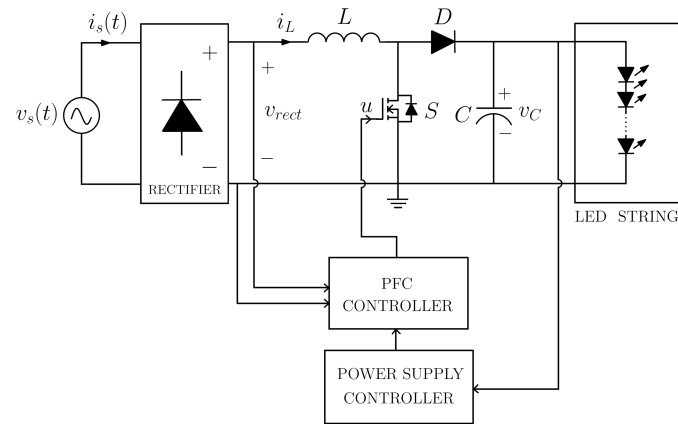 i_s(t)
i_L
L
D
+
+
v_s(t)
v_rect
u
S
C
+
v_C
−
−
−
RECTIFIER
LED STRING
PFC
CONTROLLER
POWER SUPPLY
CONTROLLER